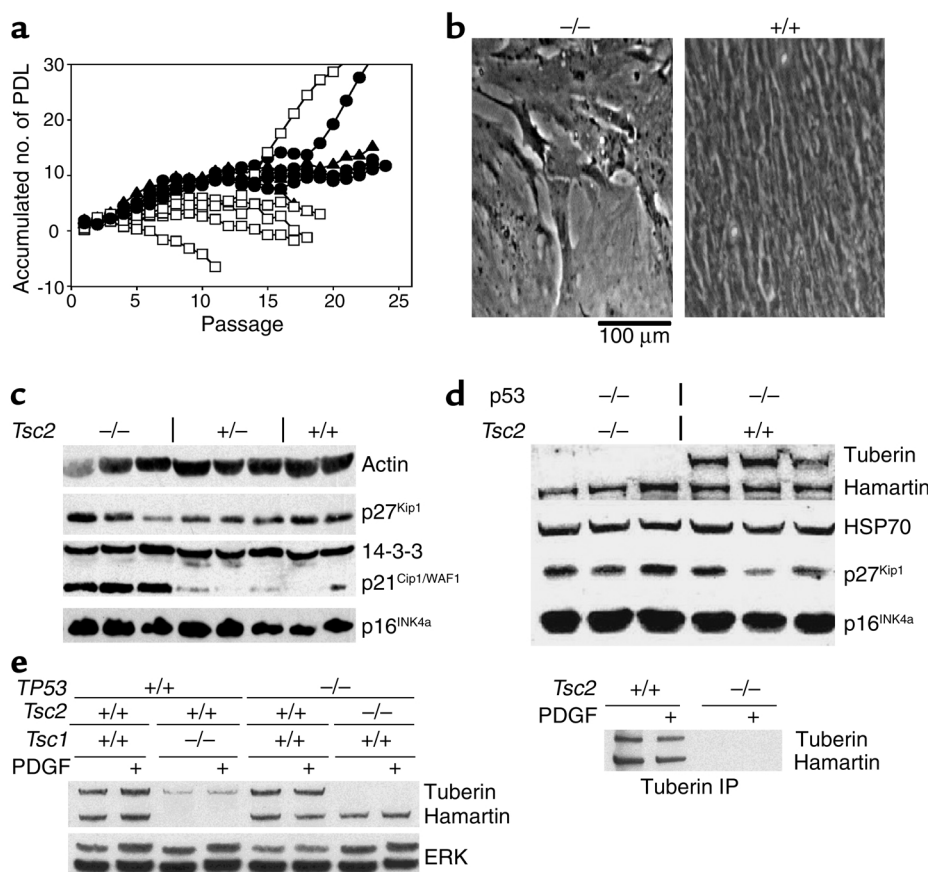 a
Accumulated no. of PDL
30
20
10
0
-10
0 5 10 15 20 25
Passage
b
–/– +/+
100 µm
c
Tsc2 –/– +/– +/+
Actin
p27Kip1
14-3-3
p21Cip1/WAF1
p16INK4a
d
p53 –/– –/–
Tsc2 –/– +/+
Tuberin
Hamartin
HSP70
p27Kip1
p16INK4a
Tsc2 +/+ –/–
PDGF + +
Tuberin
Hamartin
Tuberin IP
e
TP53 +/+ –/–
Tsc2 +/+ +/+ +/+ –/–
Tsc1 +/+ –/– +/+ +/+
PDGF + + + +
Tuberin
Hamartin
ERK